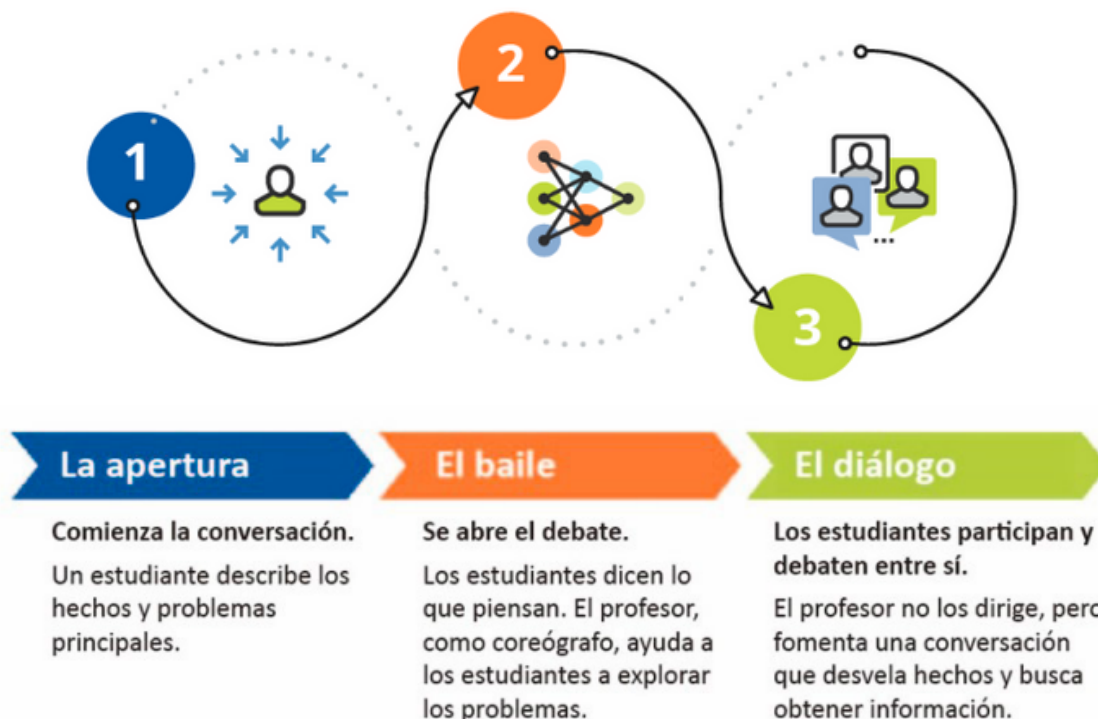 1
2
3
...
La apertura
Comienza la conversación.
Un estudiante describe los
hechos y problemas
principales.
El baile
Se abre el debate.
Los estudiantes dicen lo
que piensan. El profesor,
como coreógrafo, ayuda a
los estudiantes a explorar
los problemas.
El diálogo
Los estudiantes participan y
debaten entre sí.
El profesor no los dirige, pero
fomenta una conversación
que desvela hechos y busca
obtener información.